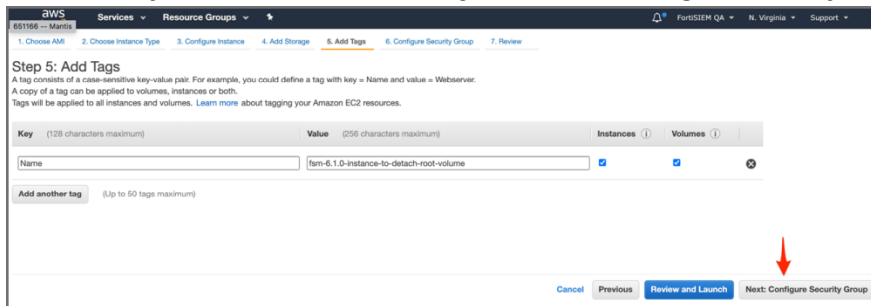 aws Services Resource Groups FortiSIEM QA N. Virginia Support
651166 -- Mantis
1. Choose AMI 2. Choose Instance Type 3. Configure Instance 4. Add Storage 5. Add Tags 6. Configure Security Group 7. Review
Step 5: Add Tags
A tag consists of a case-sensitive key-value pair. For example, you could define a tag with key = Name and value = Webserver.
A copy of a tag can be applied to volumes, instances or both.
Tags will be applied to all instances and volumes. Learn more about tagging your Amazon EC2 resources.
Key (128 characters maximum) Value (256 characters maximum) Instances Volumes
Name fsm-6.1.0-instance-to-detach-root-volume
Add another tag (Up to 50 tags maximum)
Cancel Previous Review and Launch Next: Configure Security Group